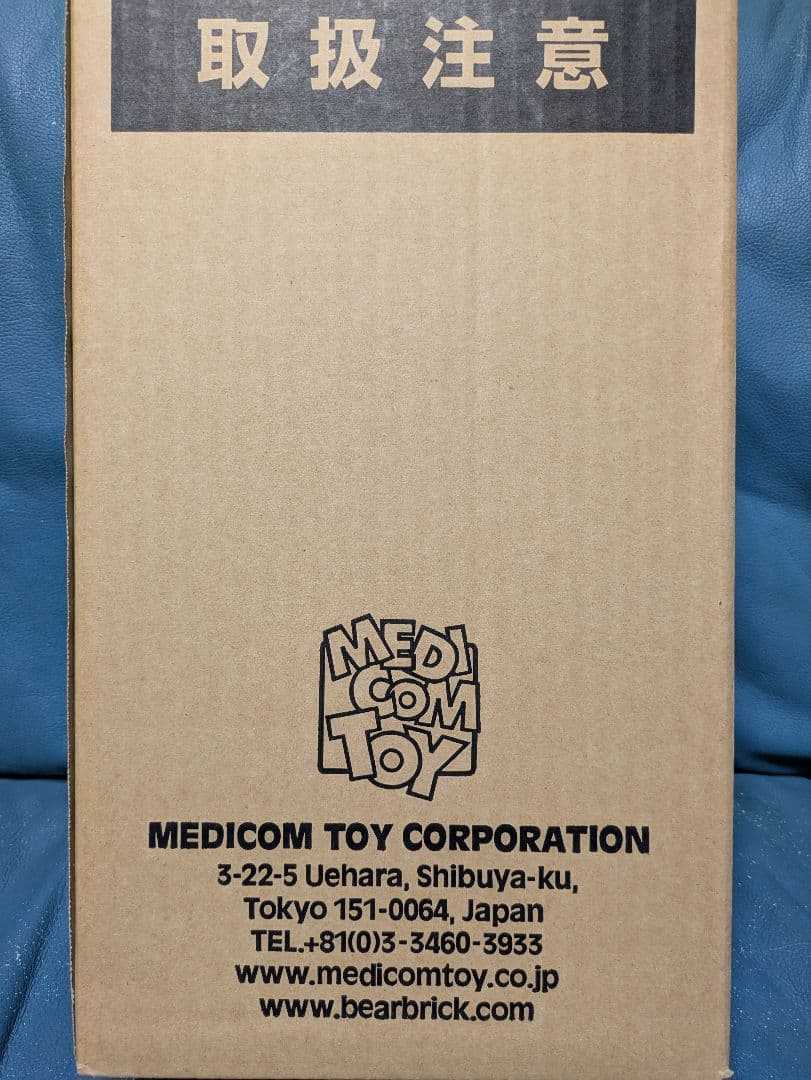 取扱注意
MEDI
COM
TOY
MEDICOM TOY CORPORATION
3-22-5 Uehara, Shibuya-ku,
Tokyo 151-0064, Japan
TEL.+81(0)3-3460-3933
www.medicomtoy.co.jp
www.bearbrick.com